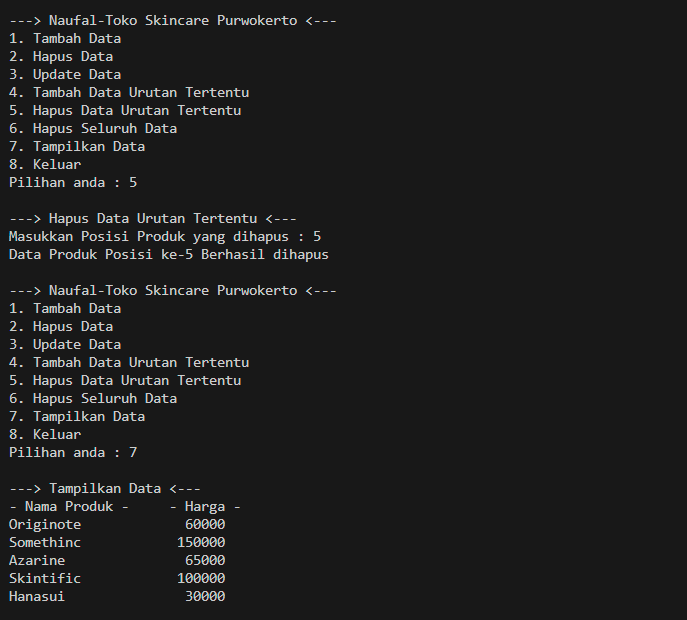 ---> Naufal-Toko Skincare Purwokerto <---
1. Tambah Data
2. Hapus Data
3. Update Data
4. Tambah Data Urutan Tertentu
5. Hapus Data Urutan Tertentu
6. Hapus Seluruh Data
7. Tampilkan Data
8. Keluar
Pilihan anda : 5
---> Hapus Data Urutan Tertentu <---
Masukkan Posisi Produk yang dihapus : 5
Data Produk Posisi ke-5 Berhasil dihapus
---> Naufal-Toko Skincare Purwokerto <---
1. Tambah Data
2. Hapus Data
3. Update Data
4. Tambah Data Urutan Tertentu
5. Hapus Data Urutan Tertentu
6. Hapus Seluruh Data
7. Tampilkan Data
8. Keluar
Pilihan anda : 7
---> Tampilkan Data <---
- Nama Produk -     - Harga -
Originote             60000
Somethinc            150000
Azarine               65000
Skintific            100000
Hanasui               30000